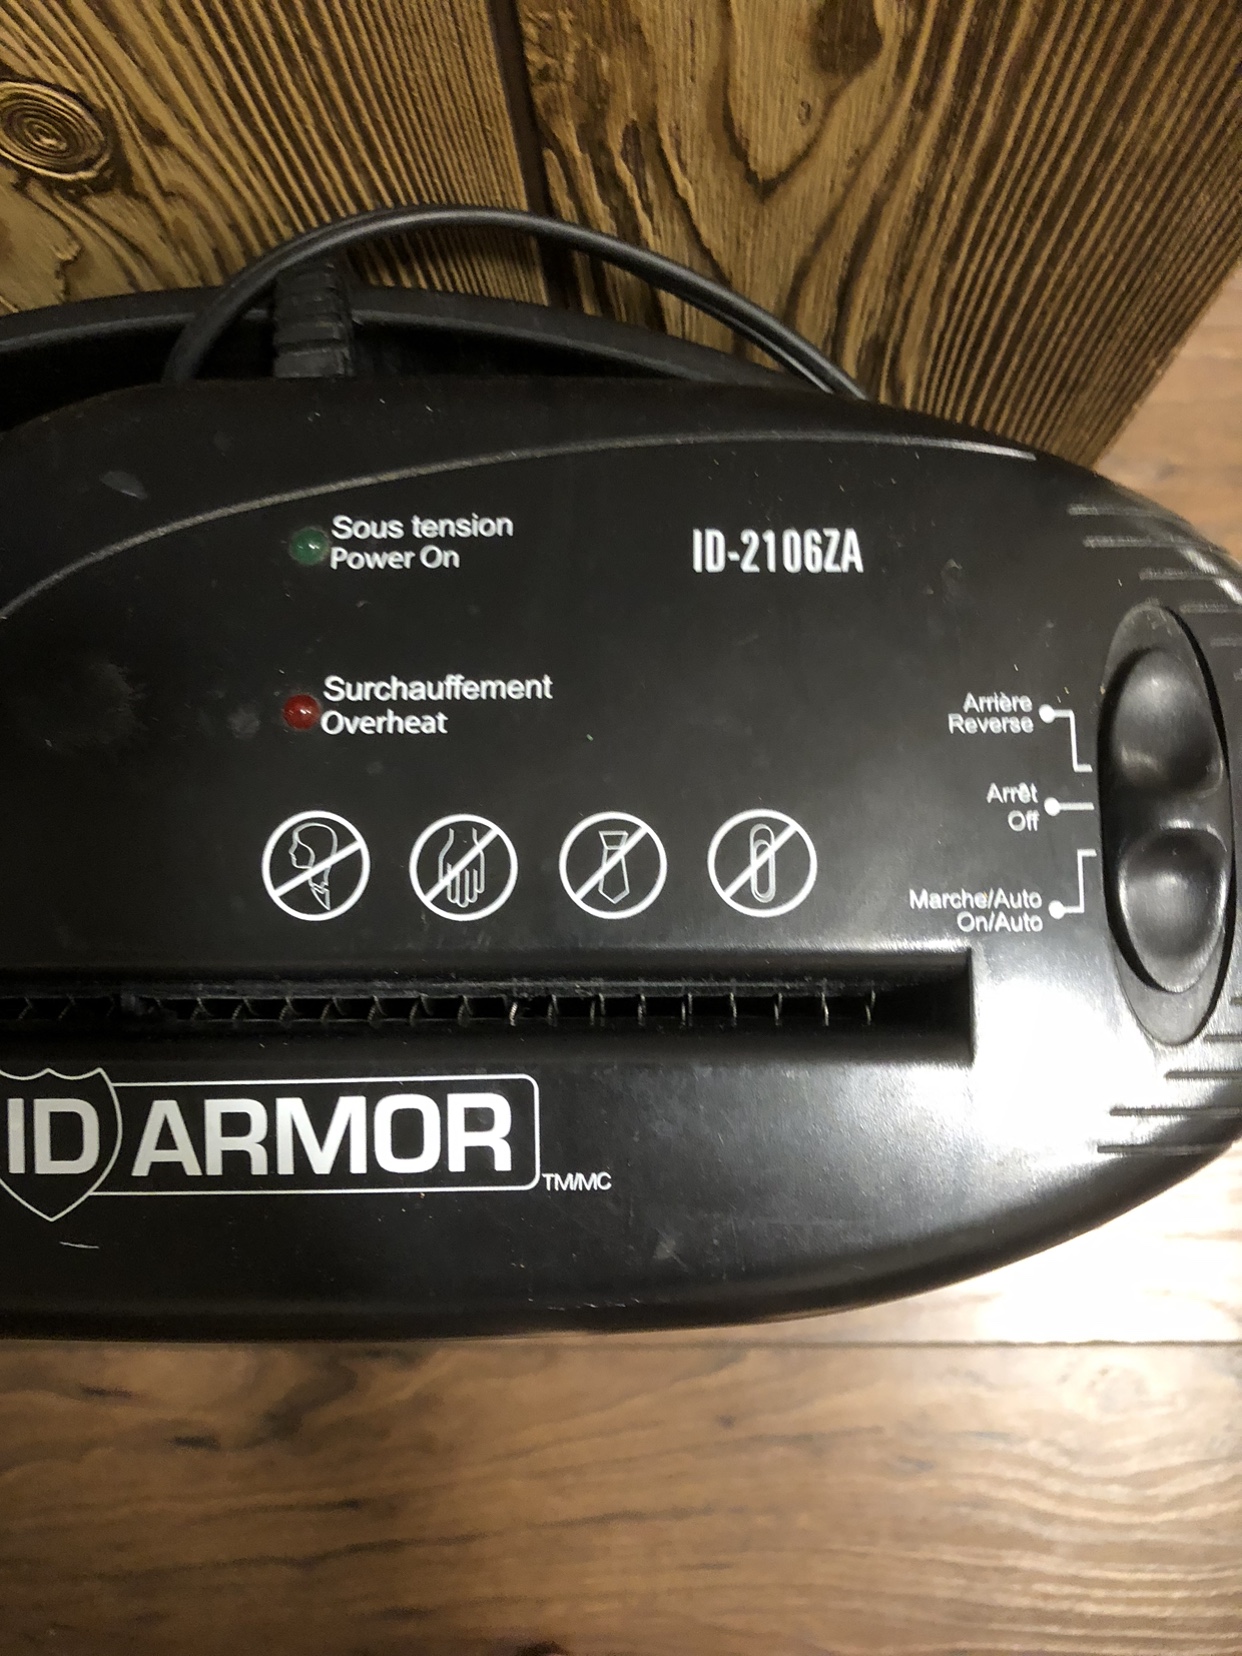 Sous tension
Power On
ID-2106ZA
Surchauffement
Overheat
Arrière
Reverse
Arrêt
Off
Marche/Auto
On/Auto
ID ARMOR
TM/MC